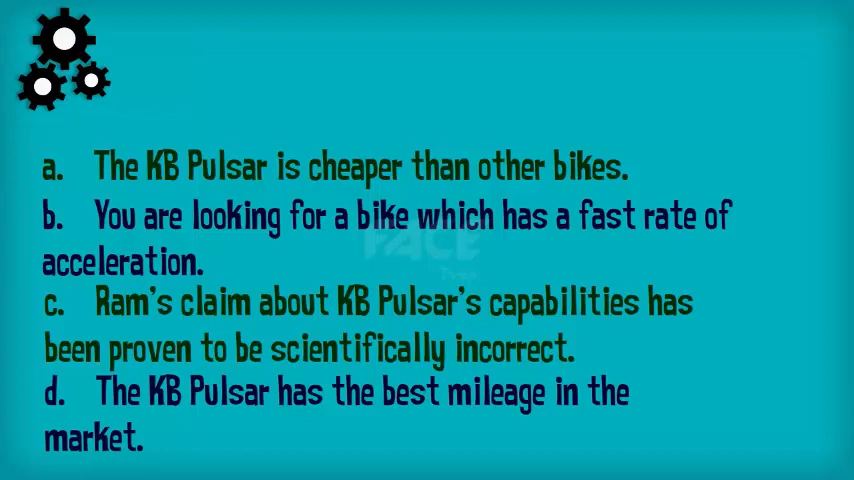 a. The KB Pulsar is cheaper than other bikes.
b. You are looking for a bike which has a fast rate of
acceleration.
FACE
c. Ram's claim about KB Pulsar's capabilities has
been proven to be scientifically incorrect.
d. The KB Pulsar has the best mileage in the
market.